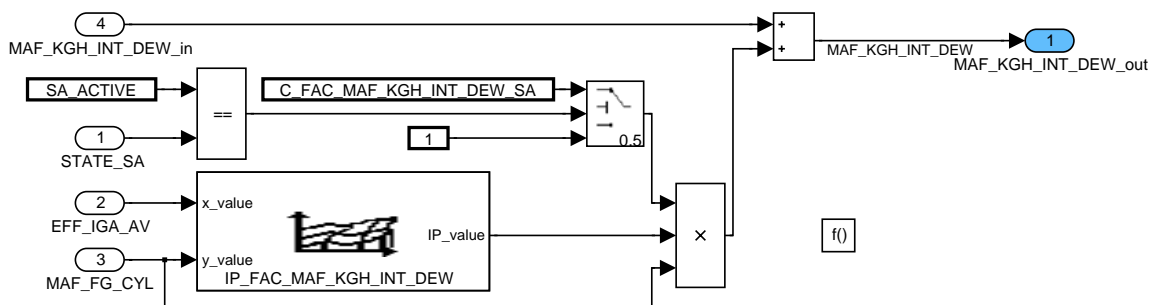 4
MAF_KGH_INT_DEW_in
+
+
MAF_KGH_INT_DEW
1
MAF_KGH_INT_DEW_out
SA_ACTIVE
==
C_FAC_MAF_KGH_INT_DEW_SA
1
0.5
1
STATE_SA
2
EFF_IGA_AV
x_value
IP_value
×
f()
3
MAF_FG_CYL
y_value
IP_FAC_MAF_KGH_INT_DEW